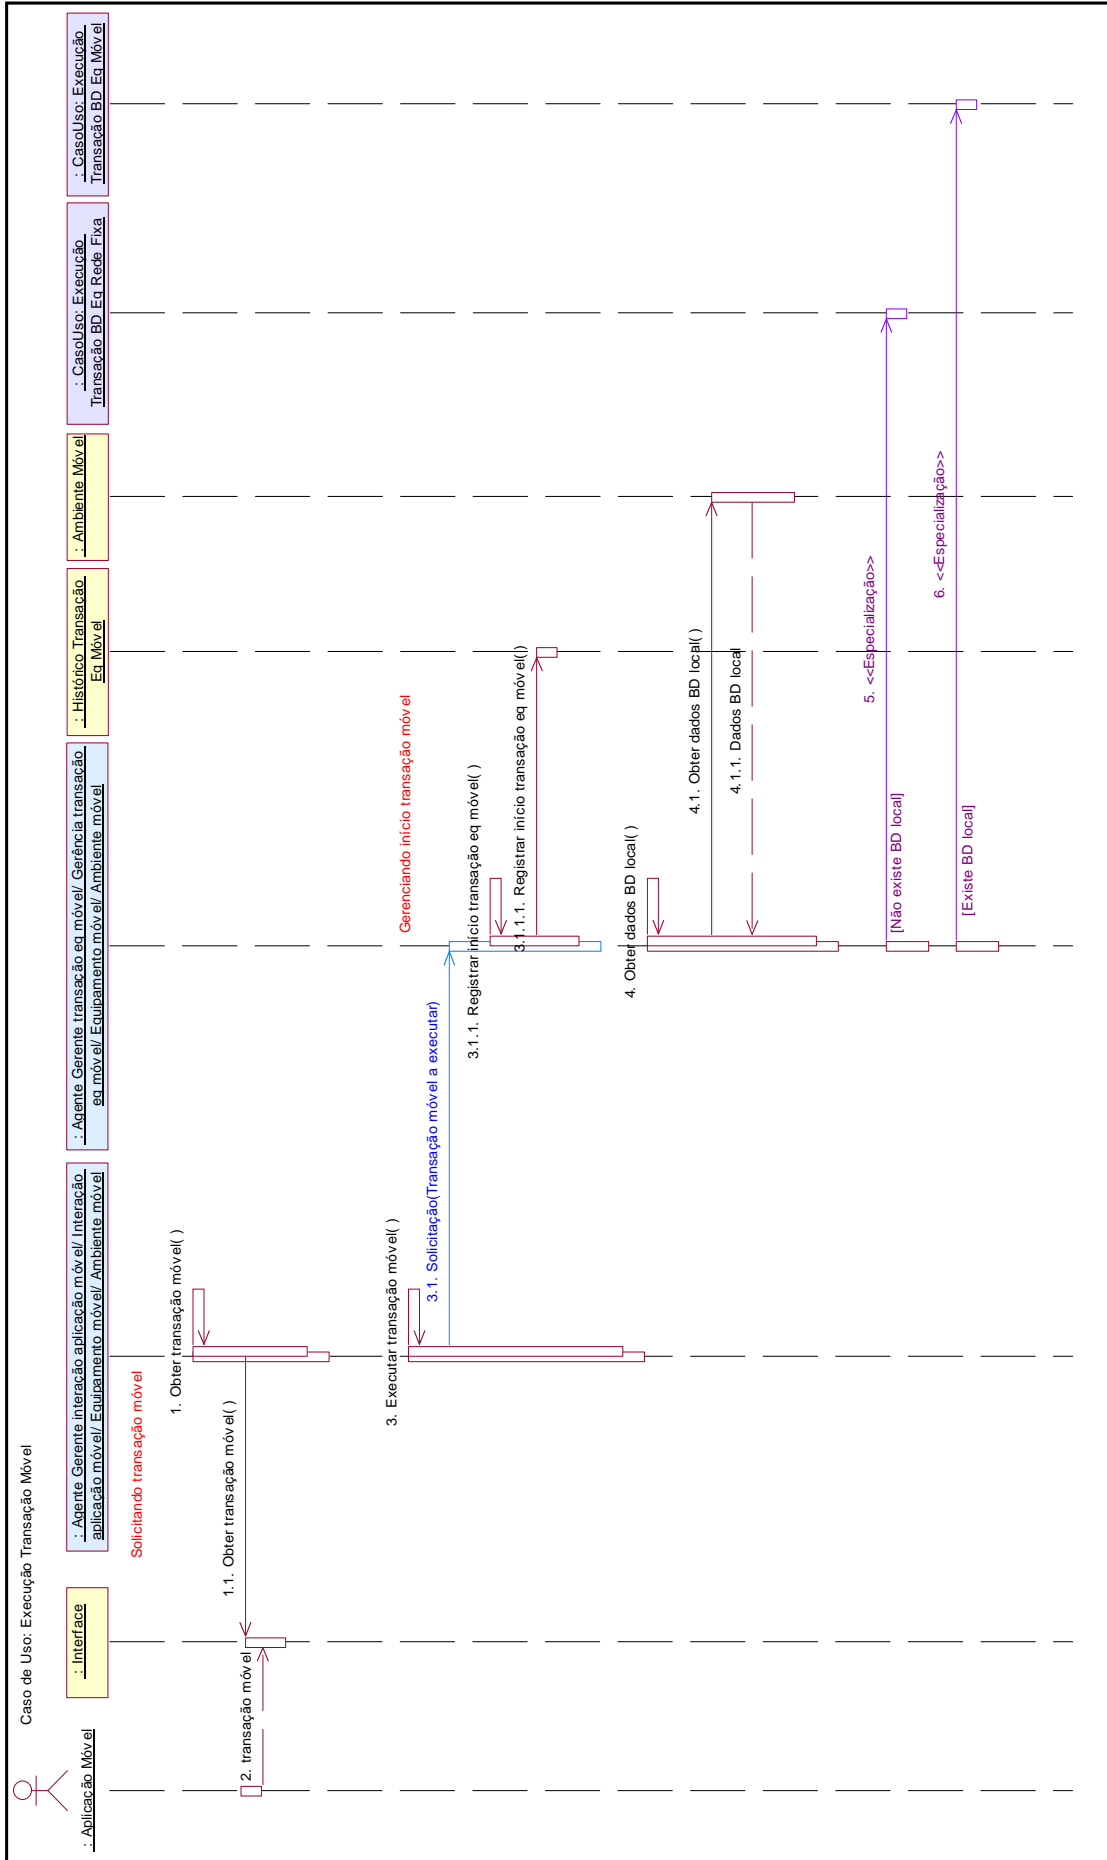 Caso de Uso: Execução Transação Móvel
: Aplicação Móvel
: Interface
: Agente Gerente interação aplicação móvel/ Interação
aplicação móvel/ Equipamento móvel/ Ambiente móvel
: Agente Gerente transação eq móvel/ Gerência transação
eq móvel/ Equipamento móvel/ Ambiente móvel
: Histórico Transação
Eq Móvel
: Ambiente Móvel
: CasoUso: Execução
Transação BD Eq Rede Fixa
: CasoUso: Execução
Transação BD Eq Móvel
Solicitando transação móvel
1. Obter transação móvel( )
1.1. Obter transação móvel( )
2. transação móvel
3. Executar transação móvel( )
Gerenciando início transação móvel
3.1. Solicitação(Transação móvel a executar)
3.1.1. Registrar início transação eq móvel( )
3.1.1.1. Registrar início transação eq móvel()
4. Obter dados BD local( )
4.1. Obter dados BD local( )
4.1.1. Dados BD local
5. <<Especialização>>
[Não existe BD local]
6. <<Especialização>>
[Existe BD local]